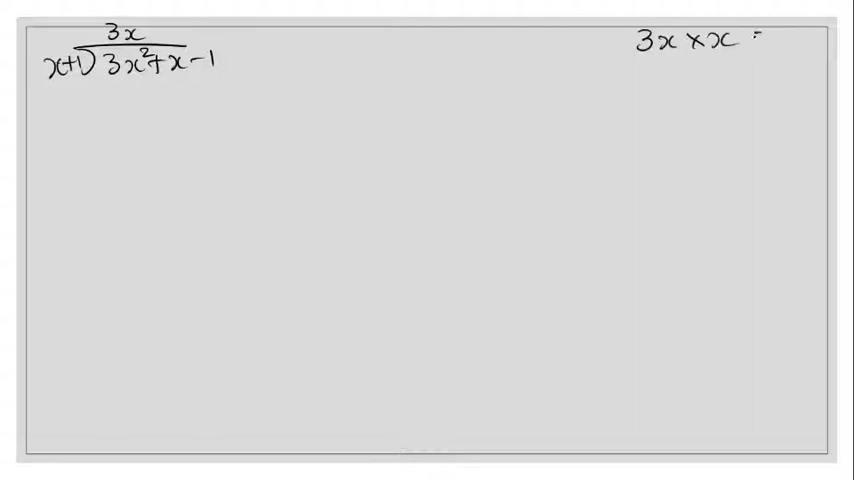 3x
x+1) 3x²+x-1
3x × x =